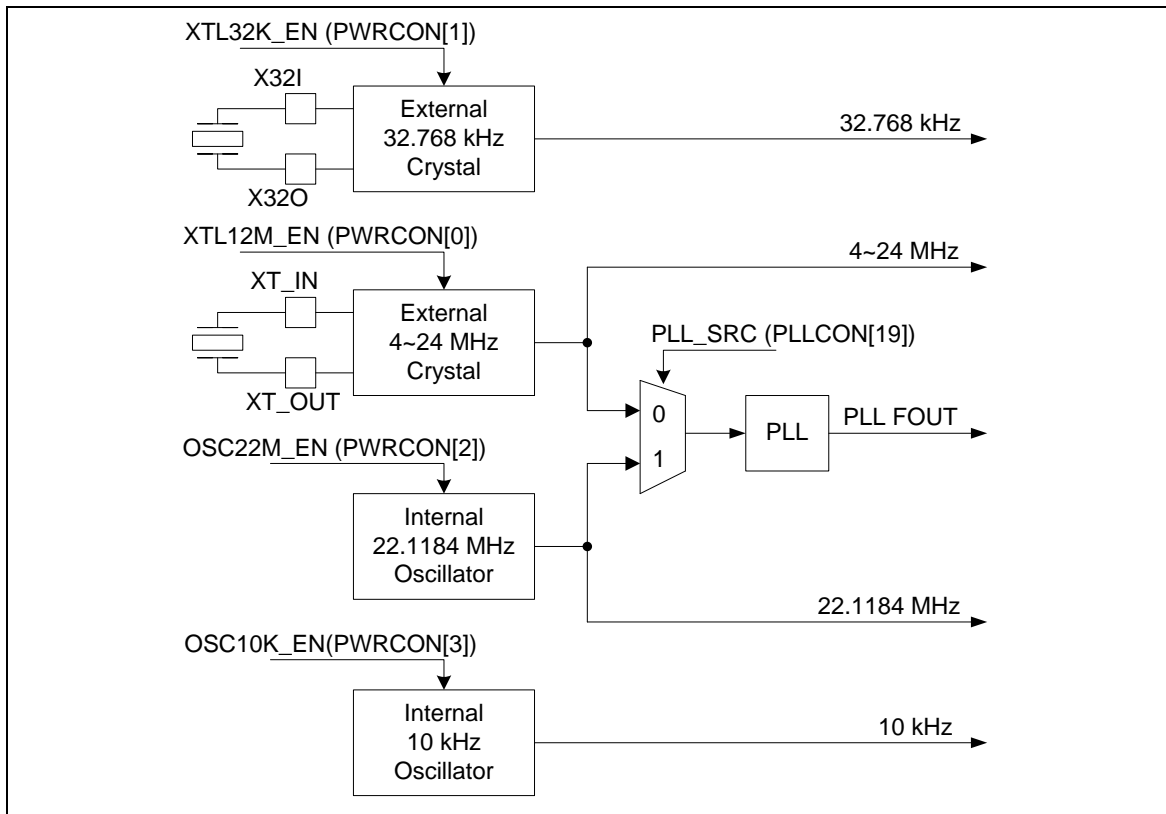 XTL32K_EN (PWRCON[1])
X32I
External
32.768 kHz
Crystal
32.768 kHz
X32O
XTL12M_EN (PWRCON[0])
4~24 MHz
XT_IN
External
4~24 MHz
Crystal
PLL_SRC (PLLCON[19])
XT_OUT
0
1
PLL
PLL FOUT
OSC22M_EN (PWRCON[2])
Internal
22.1184 MHz
Oscillator
22.1184 MHz
OSC10K_EN(PWRCON[3])
Internal
10 kHz
Oscillator
10 kHz